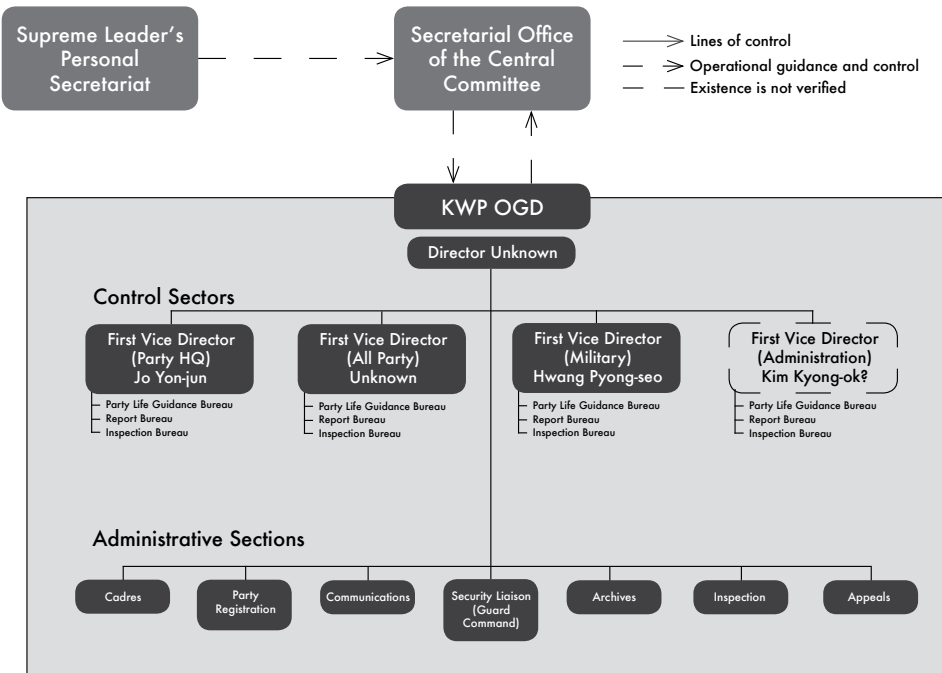 Supreme Leader’s
Personal
Secretariat
Secretarial Office
of the Central
Committee
Lines of control
Operational guidance and control
Existence is not verified
KWP OGD
Director Unknown
Control Sectors
First Vice Director
(Party HQ)
Jo Yon-jun
Party Life Guidance Bureau
Report Bureau
Inspection Bureau
First Vice Director
(All Party)
Unknown
Party Life Guidance Bureau
Report Bureau
Inspection Bureau
First Vice Director
(Military)
Hwang Pyong-seo
Party Life Guidance Bureau
Report Bureau
Inspection Bureau
First Vice Director
(Administration)
Kim Kyong-ok?
Party Life Guidance Bureau
Report Bureau
Inspection Bureau
Administrative Sections
Cadres
Party
Registration
Communications
Security Liaison
(Guard
Command)
Archives
Inspection
Appeals